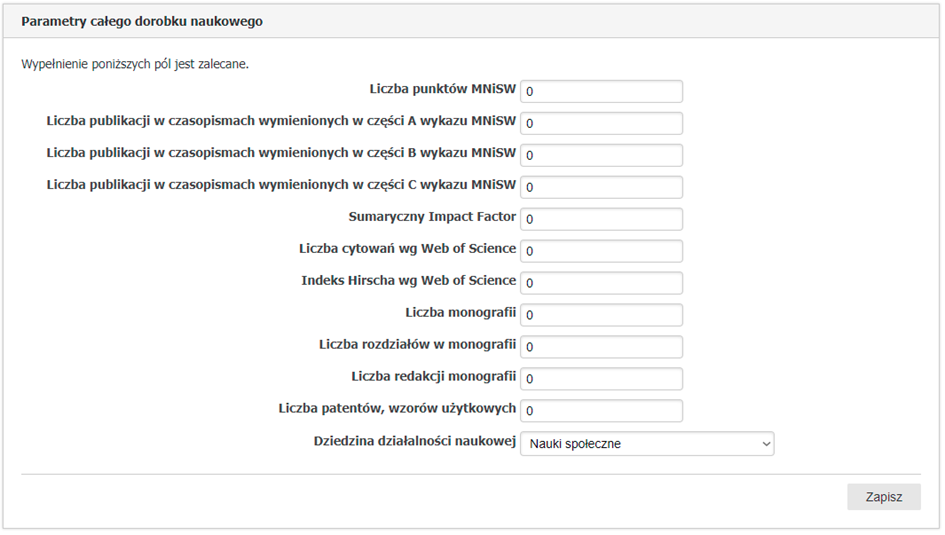 Parametry całego dorobku naukowego
Wypełnienie poniższych pól jest zalecane.
Liczba punktów MNiSW 0
Liczba publikacji w czasopismach wymienionych w części A wykazu MNiSW 0
Liczba publikacji w czasopismach wymienionych w części B wykazu MNiSW 0
Liczba publikacji w czasopismach wymienionych w części C wykazu MNiSW 0
Sumaryczny Impact Factor 0
Liczba cytowań wg Web of Science 0
Indeks Hirscha wg Web of Science 0
Liczba monografii 0
Liczba rozdziałów w monografii 0
Liczba redakcji monografii 0
Liczba patentów, wzorów użytkowych 0
Dziedzina działalności naukowej Nauki społeczne
Zapisz